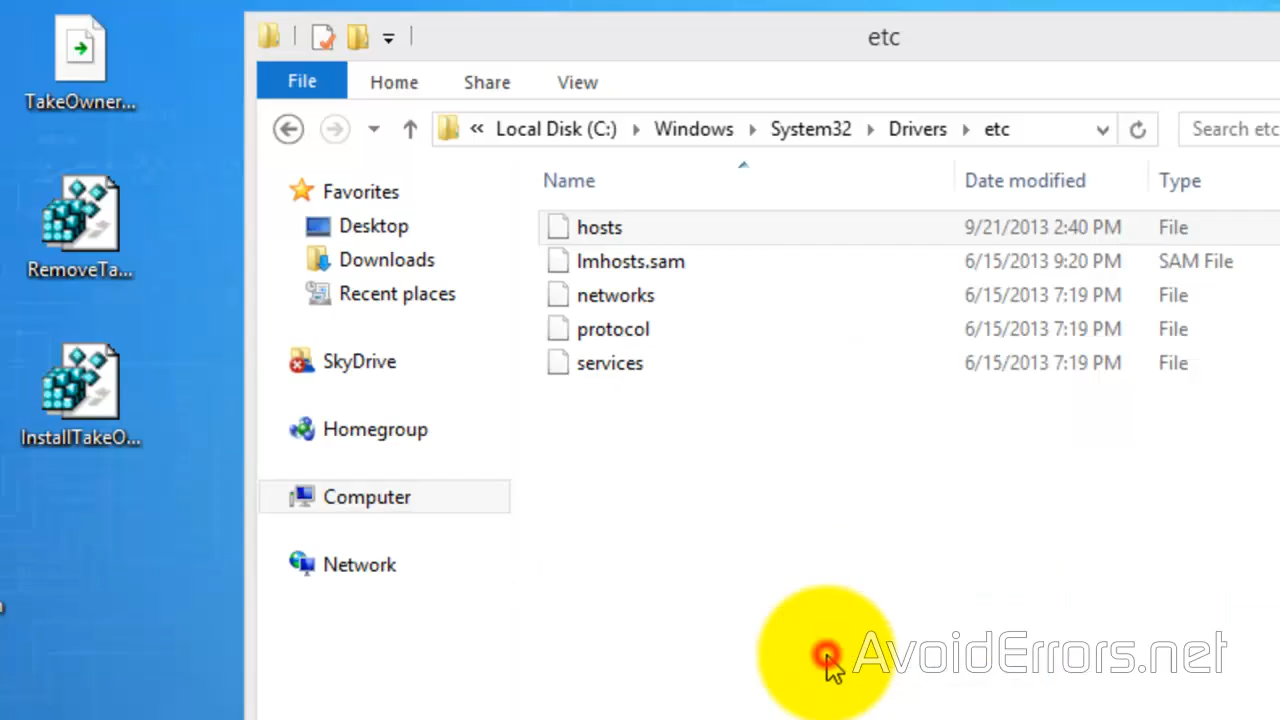 TakeOwner...
RemoveTa...
InstallTakeO...
etc
File Home Share View
« Local Disk (C:) Windows System32 Drivers etc Search etc
Name Date modified Type
Favorites
Desktop
Downloads
Recent places
SkyDrive
Homegroup
Computer
Network
hosts 9/21/2013 2:40 PM File
lmhosts.sam 6/15/2013 9:20 PM SAM File
networks 6/15/2013 7:19 PM File
protocol 6/15/2013 7:19 PM File
services 6/15/2013 7:19 PM File
AvoidErrors.net